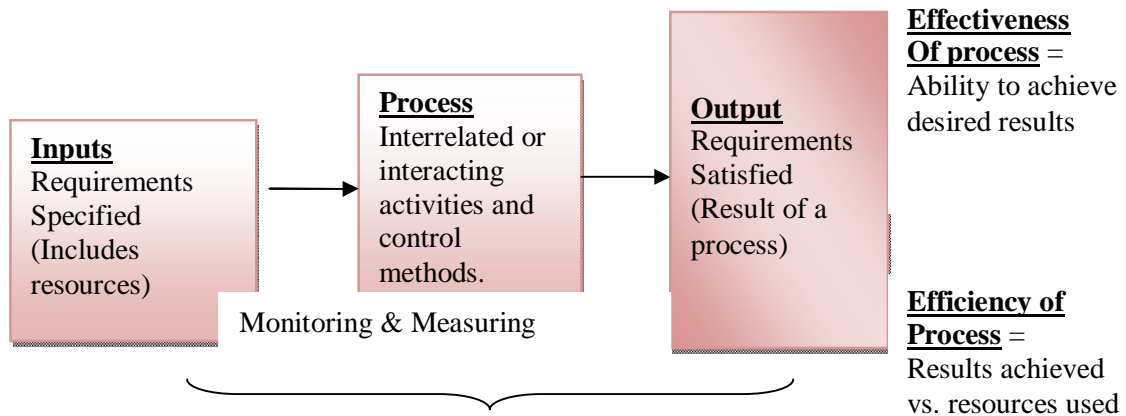 Inputs
Requirements
Specified
(Includes
resources)
Process
Interrelated or
interacting
activities and
control
methods.
Output
Requirements
Satisfied
(Result of a
process)
Effectiveness
Of process =
Ability to achieve
desired results
Monitoring & Measuring
Efficiency of
Process =
Results achieved
vs. resources used